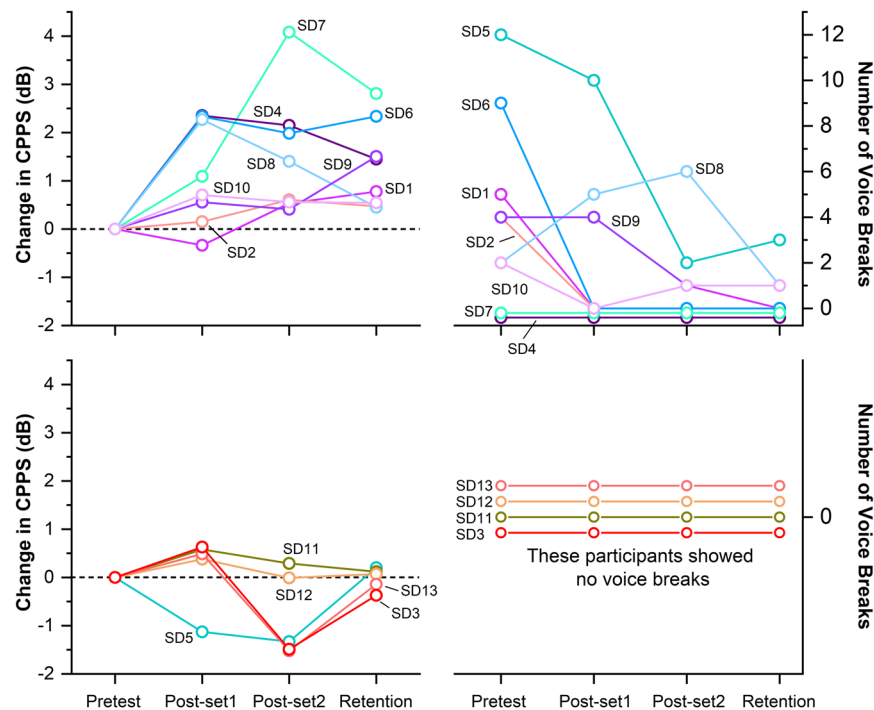 Change in CPPS (dB)
4
3
2
1
0
-1
-2
SD7
SD4
SD6
SD8
SD9
SD10
SD1
SD2
SD5
SD6
SD1
SD2
SD10
SD7
SD4
SD8
SD9
12
10
8
6
4
2
0
Number of Voice Breaks
Change in CPPS (dB)
4
3
2
1
0
-1
-2
SD11
SD12
SD13
SD3
SD5
Pretest
Post-set1
Post-set2
Retention
SD13
SD12
SD11
SD3
These participants showed
no voice breaks
0
Number of Voice Breaks
Pretest
Post-set1
Post-set2
Retention